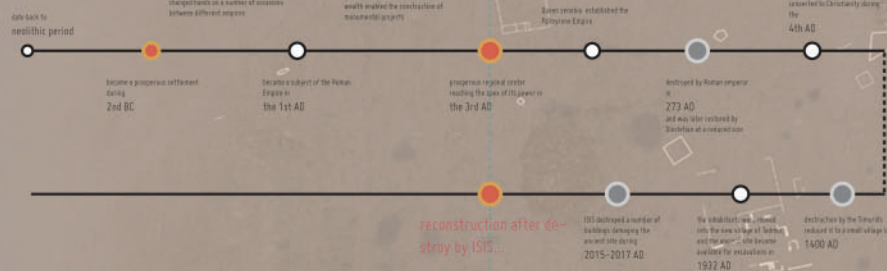 changed hands on a number of occasions
between different empires
wealth enabled the construction of
monumental projects
Queen zenobia established the
Palmyrene Empire
converted to Christianity during
the
4th AD
date back to
neolithic period
became a prosperous settlement
during
2nd BC
became a subject of the Roman
Empire in
the 1st AD
prosperous regional center
reaching the apex of its power in
the 3rd AD
destroyed by Roman emperor
in
273 AD
and was later restored by
Diocletian at a reduced size
reconstruction after de-
stroy by ISIS...
ISIS destroyed a number of
buildings damaging the
ancient site during
2015-2017 AD
the inhabitants were moved
into the new village of Tadmur
and the ancient site became
available for excavations in
1932 AD
destruction by the Timurids
reduced it to a small village
1400 AD